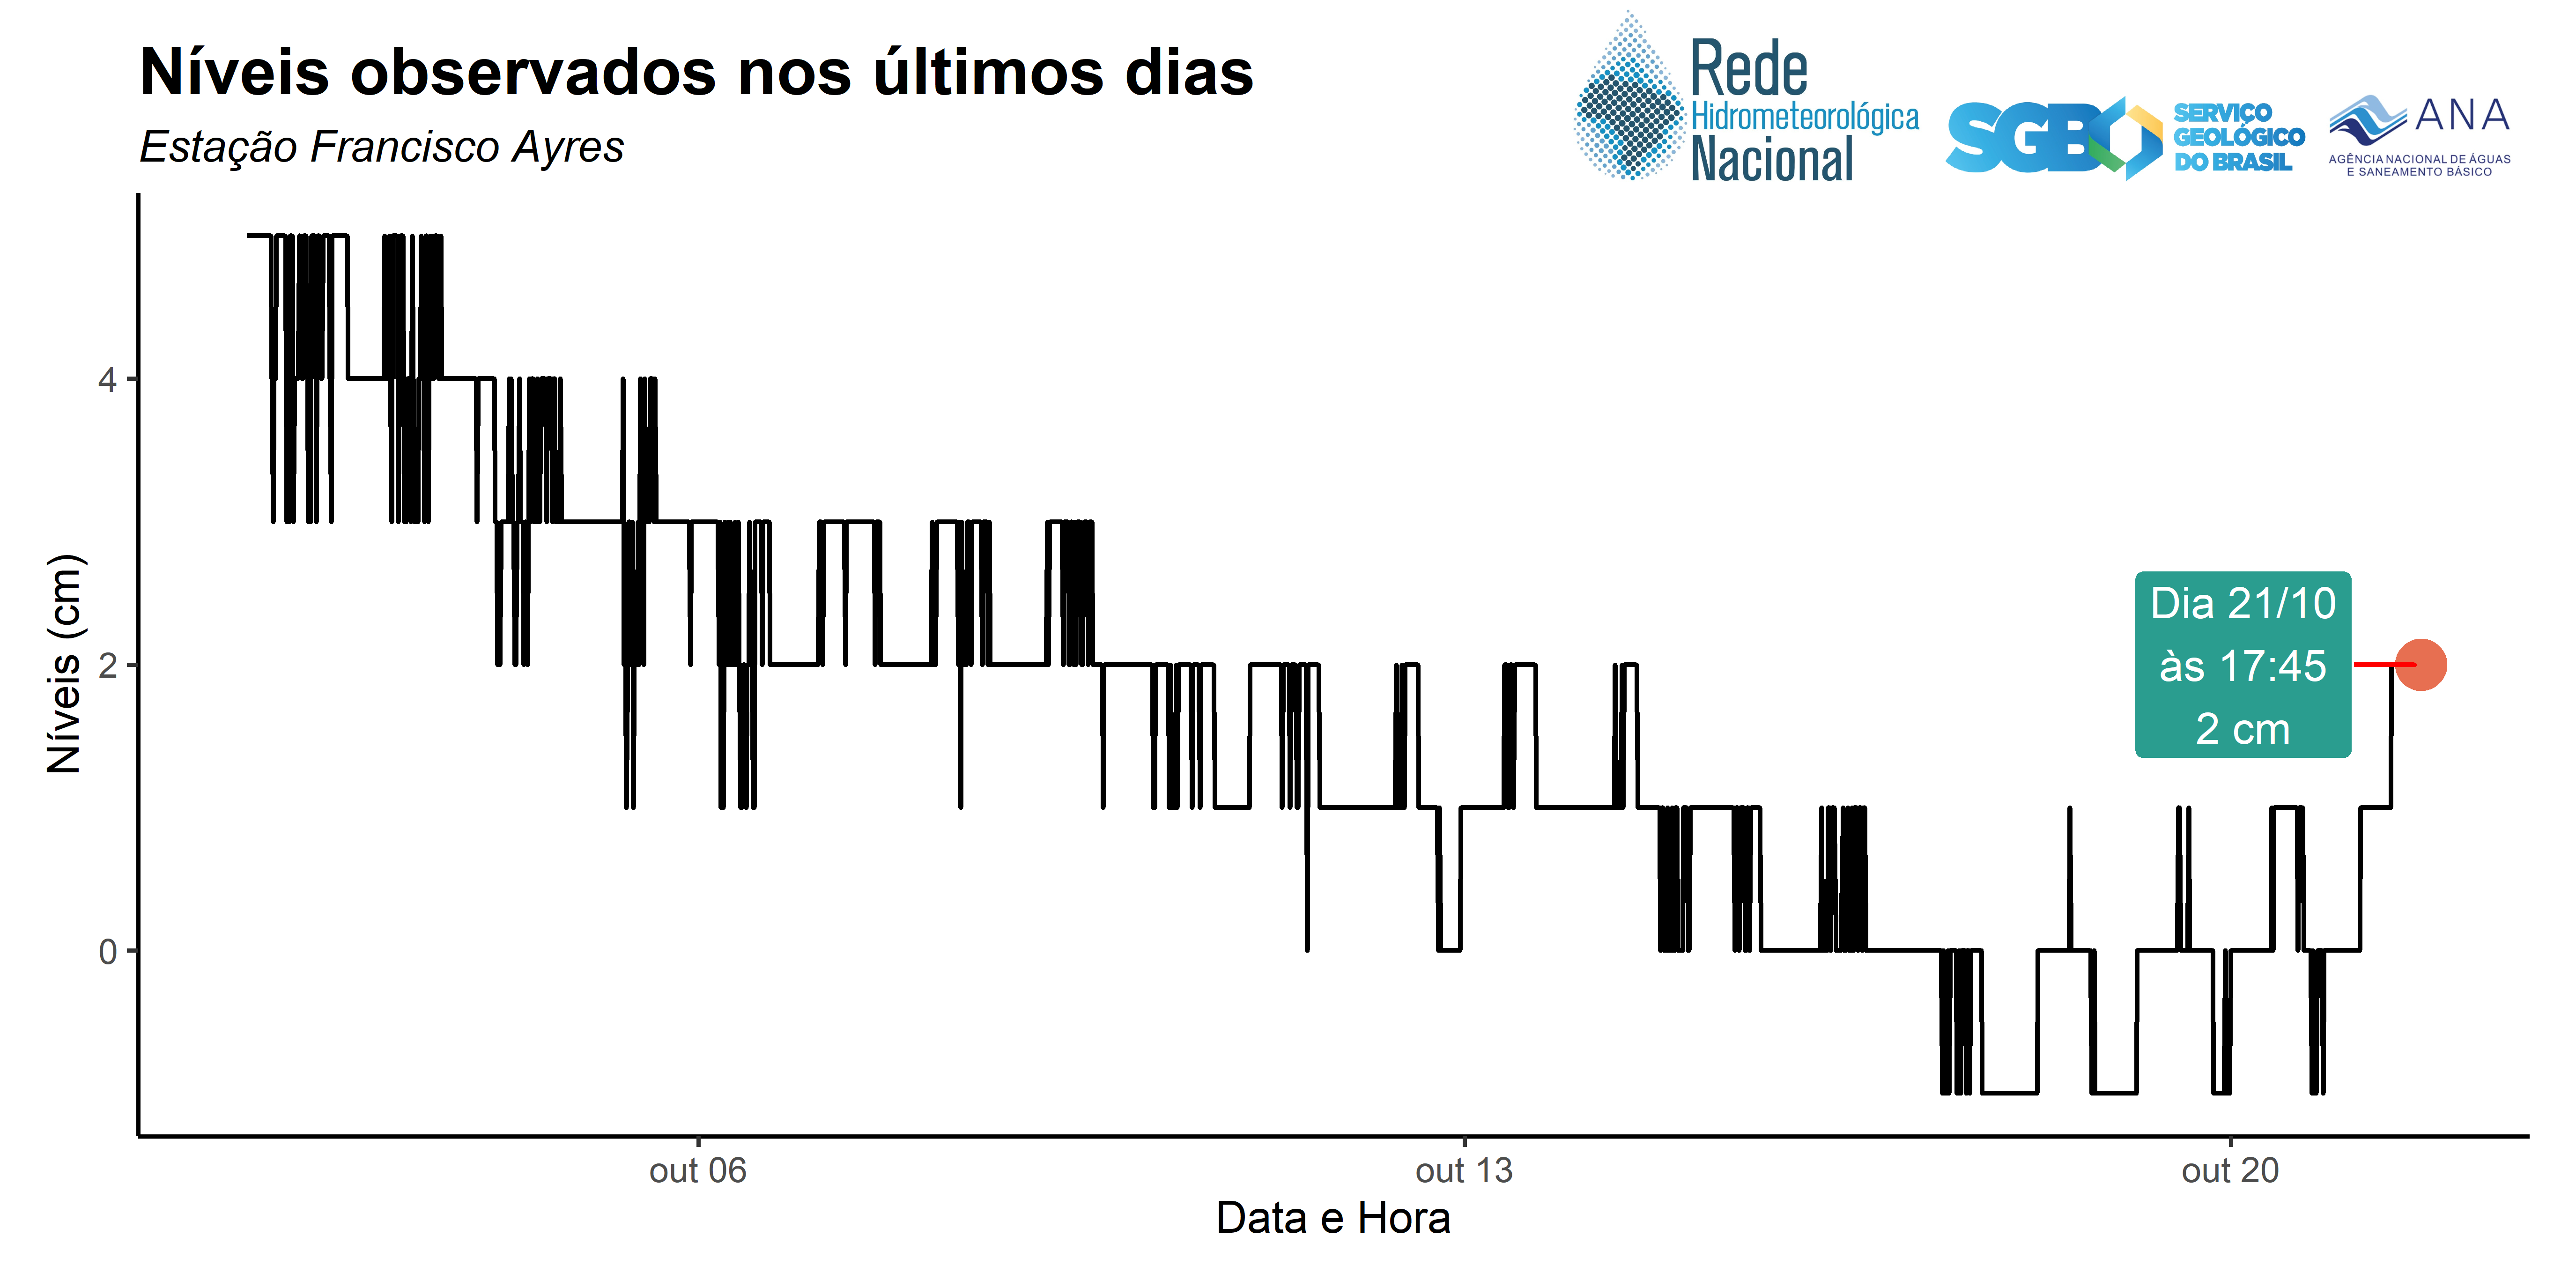 Níveis observados nos últimos dias
Estação Francisco Ayres
Rede
Hidrometeorológica
Nacional
SGB
SERVIÇO
GEOLÓGICO
DO BRASIL
ANA
AGÊNCIA NACIONAL DE ÁGUAS
E SANEAMENTO BÁSICO
Níveis (cm)
4
2
0
Dia 21/10
às 17:45
2 cm
out 06
out 13
out 20
Data e Hora